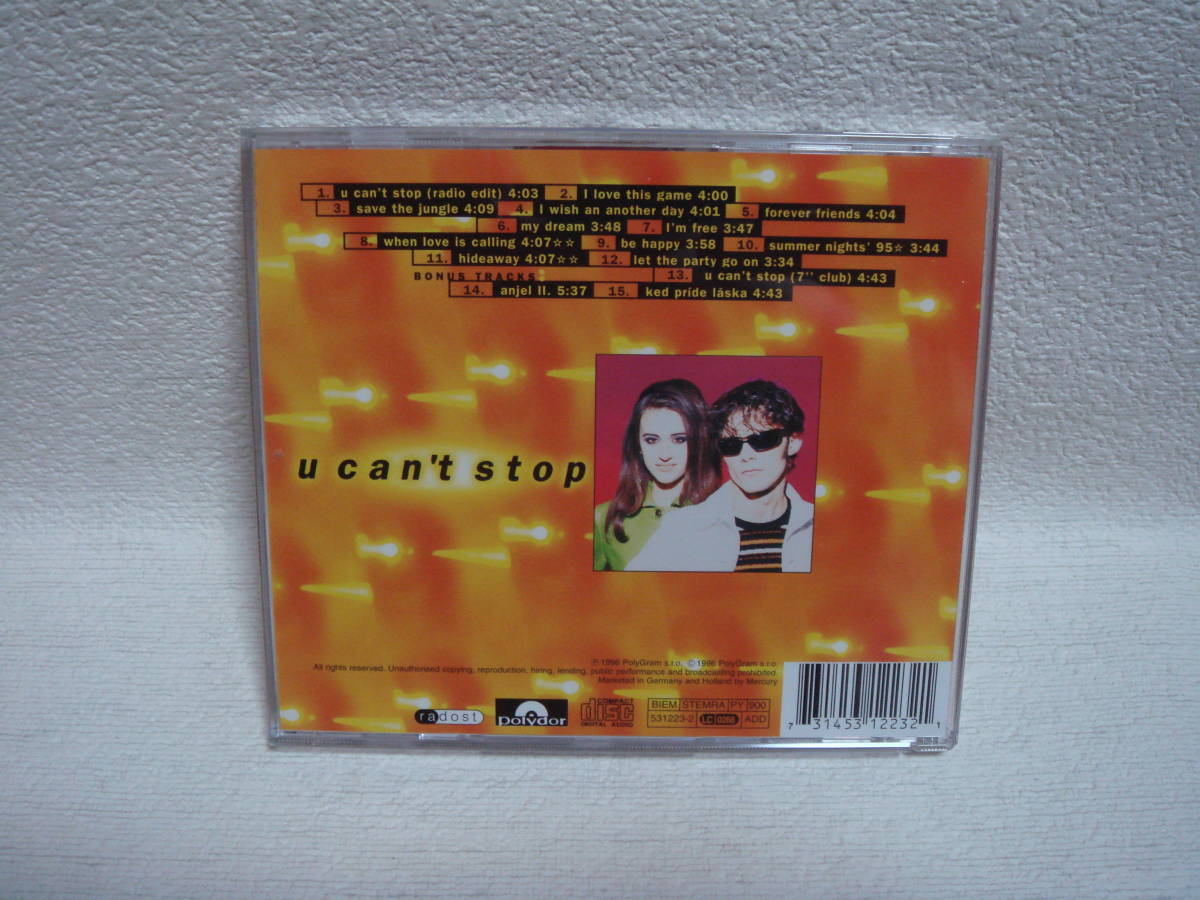 1. u can't stop (radio edit) 4:03 2. I love this game 4:00
3. save the jungle 4:09 4. I wish an another day 4:01 5. forever friends 4:04
6. my dream 3:48 7. I'm free 3:47
8. when love is calling 4:07☆☆ 9. be happy 3:58 10. summer nights' 95☆ 3:44
11. hideaway 4:07☆☆ 12. let the party go on 3:34
BONUS TRACKS: 13. u can't stop (7'' club) 4:43
14. anjel II. 5:37 15. ked príde láska 4:43
u can't stop
℗ 1996 PolyGram s.r.o. © 1996 PolyGram s.r.o
All rights reserved. Unauthorized copying, reproduction, hiring, lending, public performance and broadcasting prohibited.
Marketed in Germany and Holland by Mercury
radost
polydor
COMPACT
disc
DIGITAL AUDIO
BIEM STEMRA PY 900
531223-2 LC 0309 ADD
7 31453 12232 1